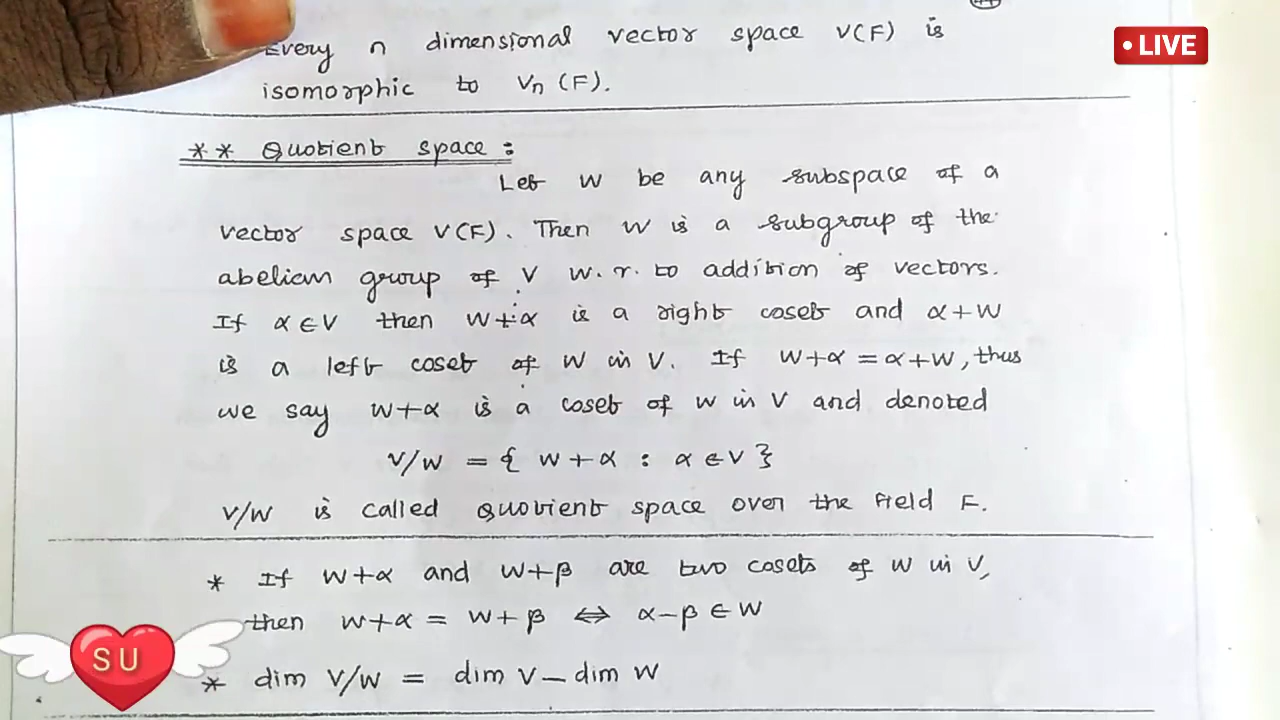 Every n dimensional vector space V(F) is
isomorphic to Vn (F).
• LIVE
** Quotient space :
Let W be any subspace of a
vector space V(F). Then W is a subgroup of the
abelian group of V w.r.to addition of vectors.
If α ∈ V then W+α is a right coset and α+W
is a left coset of W in V. If W+α = α+W, thus
we say W+α is a coset of W in V and denoted
V/W = { W+α : α ∈ V }
V/W is called Quotient space over the Field F.
* If W+α and W+β are two cosets of W in V,
then W+α = W+β ⇔ α-β ∈ W
SU
* dim V/W = dim V - dim W